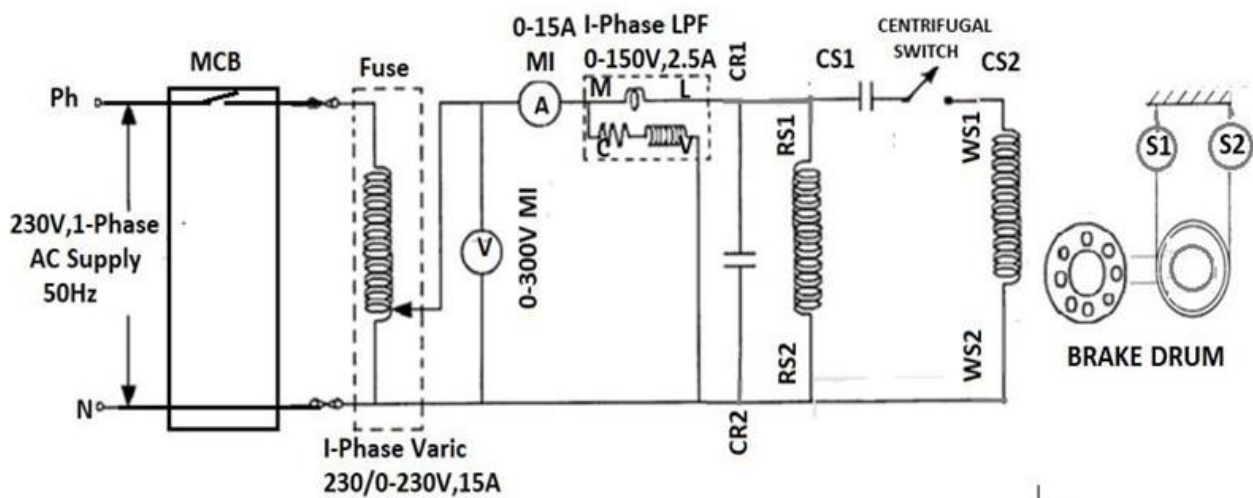 MCB
Fuse
0-15A
MI
I-Phase LPF
0-150V,2.5A
CR1
CS1
CENTRIFUGAL
SWITCH
CS2
Ph
A
M
L
C
V
RS1
WS1
S1
S2
230V,1-Phase
AC Supply
50Hz
V
0-300V MI
RS2
WS2
BRAKE DRUM
N
CR2
I-Phase Varic
230/0-230V,15A